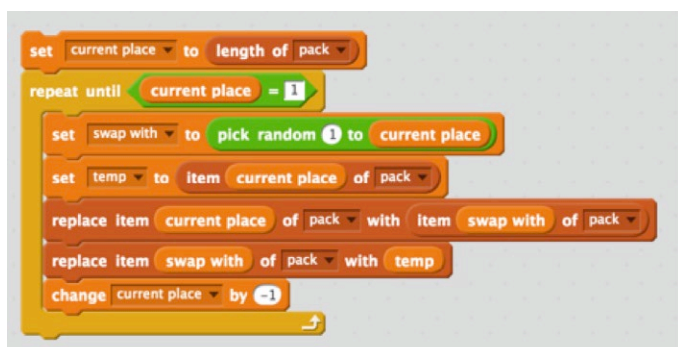 set current place to length of pack
repeat until current place = 1
set swap with to pick random 1 to current place
set temp to item current place of pack
replace item current place of pack with item swap with of pack
replace item swap with of pack with temp
change current place by -1